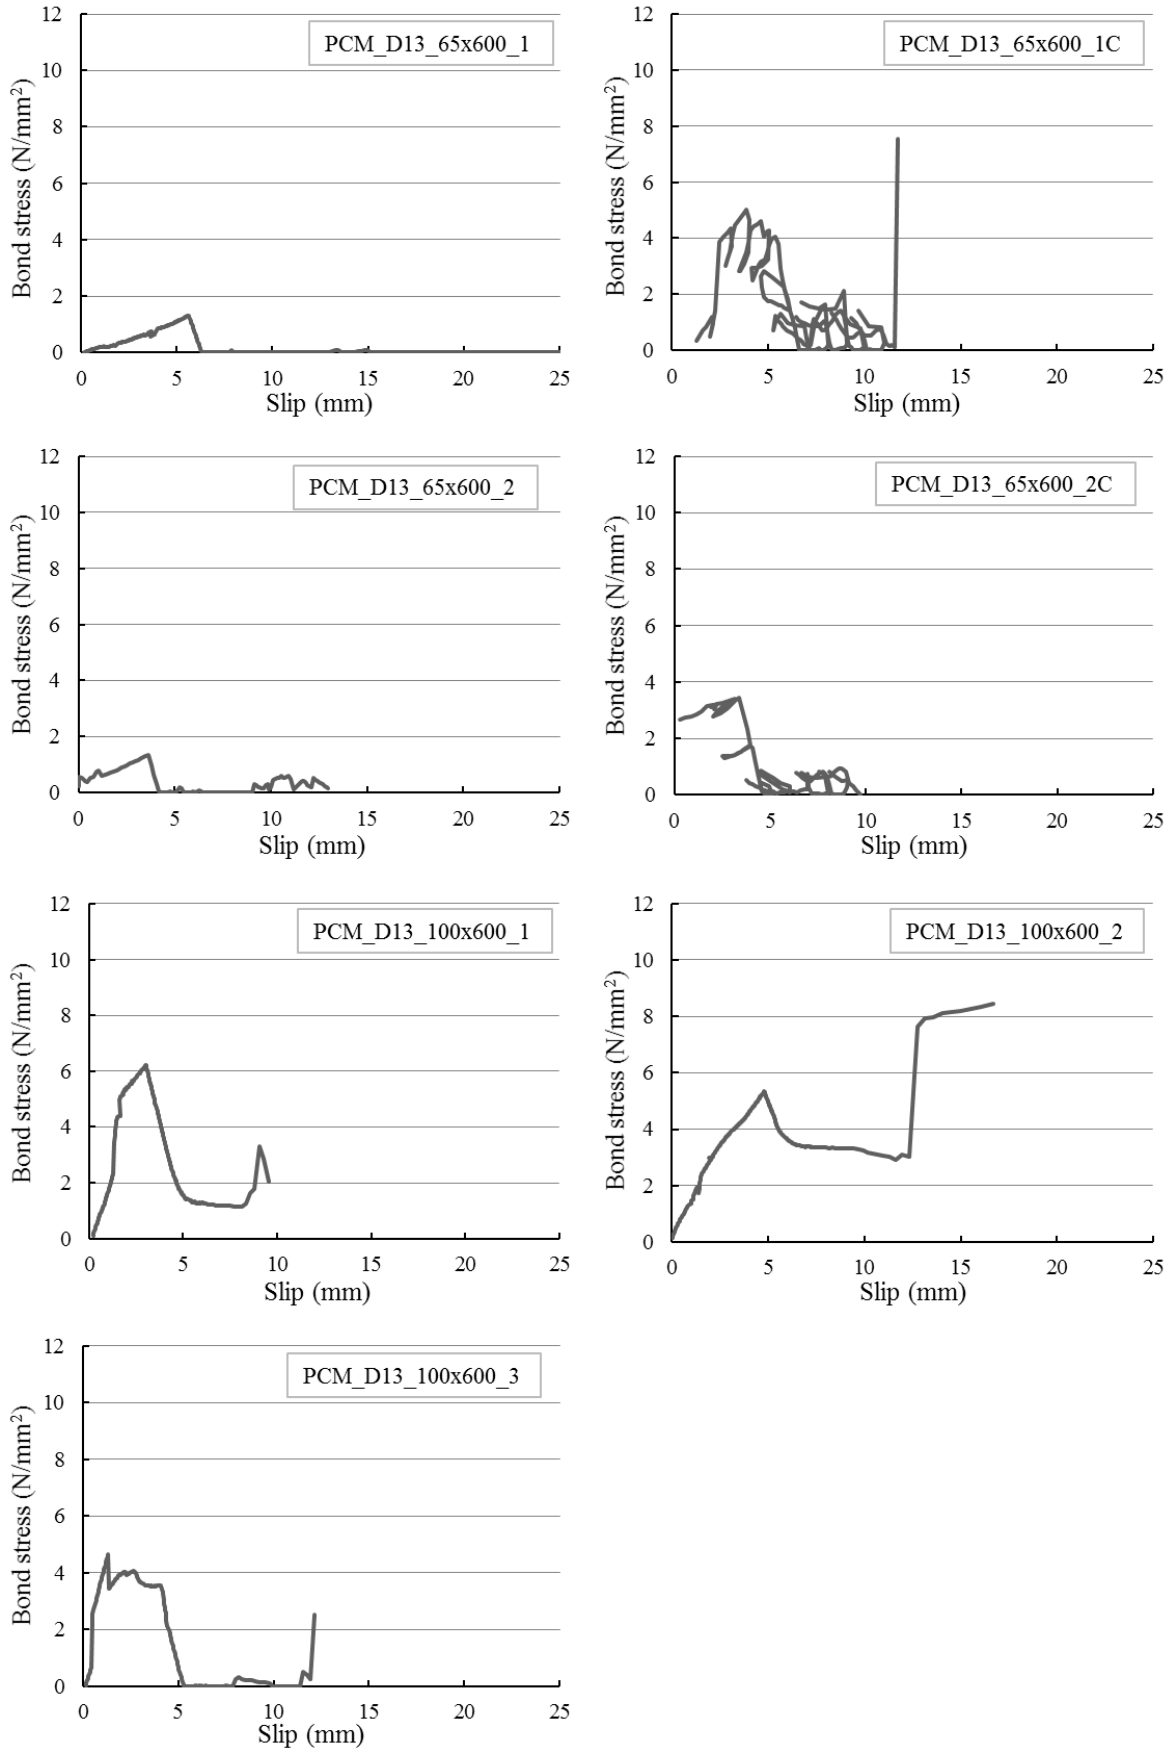 PCM_D13_65x600_1
Bond stress (N/mm²)
12
10
8
6
4
2
0
0 5 10 15 20 25
Slip (mm)
PCM_D13_65x600_1C
Bond stress (N/mm²)
12
10
8
6
4
2
0
0 5 10 15 20 25
Slip (mm)
PCM_D13_65x600_2
Bond stress (N/mm²)
12
10
8
6
4
2
0
0 5 10 15 20 25
Slip (mm)
PCM_D13_65x600_2C
Bond stress (N/mm²)
12
10
8
6
4
2
0
0 5 10 15 20 25
Slip (mm)
PCM_D13_100x600_1
Bond stress (N/mm²)
12
10
8
6
4
2
0
0 5 10 15 20 25
Slip (mm)
PCM_D13_100x600_2
Bond stress (N/mm²)
12
10
8
6
4
2
0
0 5 10 15 20 25
Slip (mm)
PCM_D13_100x600_3
Bond stress (N/mm²)
12
10
8
6
4
2
0
0 5 10 15 20 25
Slip (mm)